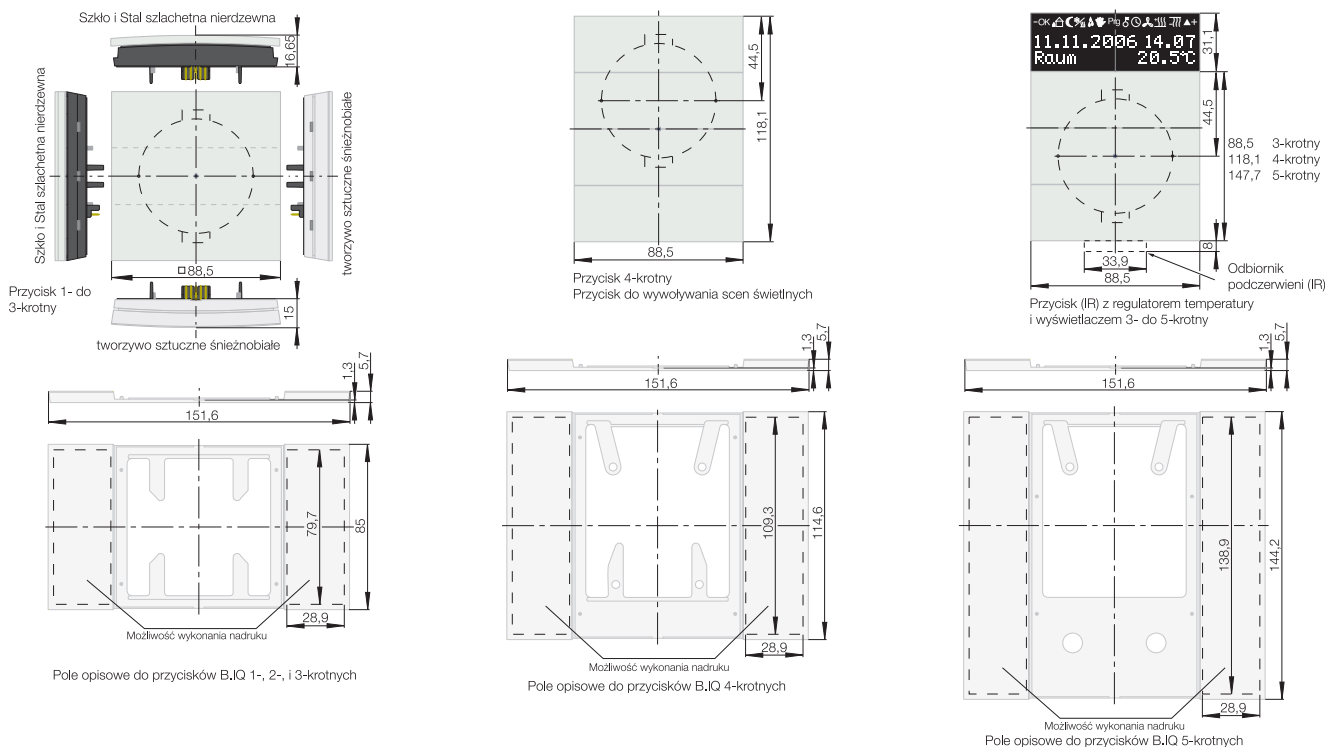 Szkło i Stal szlachetna nierdzewna
16,65
Szkło i Stal szlachetna nierdzewna
tworzywo sztuczne śnieżnobiałe
88,5
Przycisk 1- do
3-krotny
15
tworzywo sztuczne śnieżnobiałe
44,5
118,1
88,5
Przycisk 4-krotny
Przycisk do wywoływania scen świetlnych
-OK Prg ▲+
11.11.2006 14.07
Raum 20.5°C
31,1
44,5
88,5 3-krotny
118,1 4-krotny
147,7 5-krotny
8
33,9
88,5
Odbiornik
podczerwieni (IR)
Przycisk (IR) z regulatorem temperatury
i wyświetlaczem 3- do 5-krotny
1,3
5,7
151,6
79,7
85
28,9
Możliwość wykonania nadruku
Pole opisowe do przycisków B.IQ 1-, 2-, i 3-krotnych
1,3
5,7
151,6
109,3
114,6
28,9
Możliwość wykonania nadruku
Pole opisowe do przycisków B.IQ 4-krotnych
1,3
5,7
151,6
138,9
144,2
28,9
Możliwość wykonania nadruku
Pole opisowe do przycisków B.IQ 5-krotnych